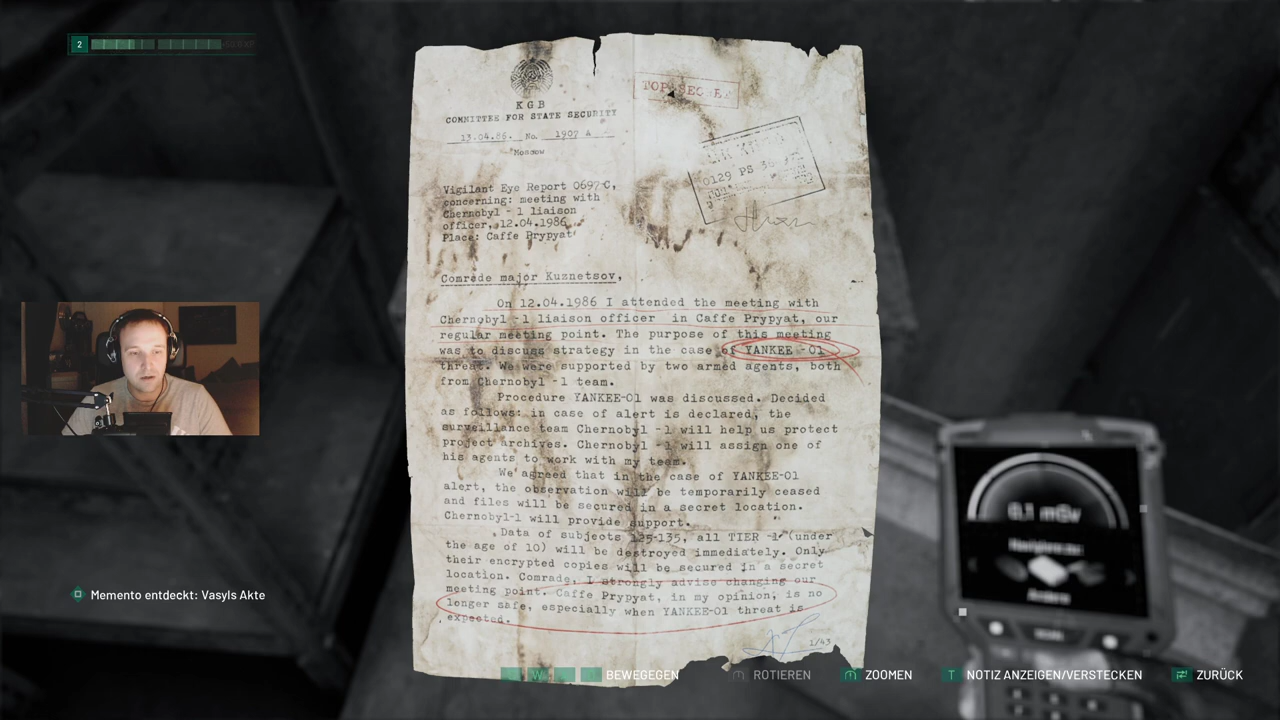 2
TOP SECRET
KGB
COMMITTEE FOR STATE SECURITY
13.04.86. No. 1907 A
Moscow
0129 PS 36
Vigilant Eye Report 0697 C,
concerning: meeting with
Chernobyl - 1 liaison
officer, 12.04.1986
Place: Caffe Prypyat
Comrade major Kuznetsov,
On 12.04.1986 I attended the meeting with
Chernobyl -1 liaison officer in Caffe Prypyat, our
regular meeting point. The purpose of this meeting
was to discuss strategy in the case of YANKEE -01
threat. We were supported by two armed agents, both
from Chernobyl -1 team.
Procedure YANKEE-01 was discussed. Decided
as follows: in case of alert is declared, the
surveillance team Chernobyl -1 will help us protect
project archives. Chernobyl -1 will assign one of
his agents to work with my team.
We agreed that in the case of YANKEE-01
alert, the observation will be temporarily ceased
and files will be secured in a secret location.
Chernobyl-1 will provide support.
Data of subjects 125-135, all TIER -1 (under
the age of 10) will be destroyed immediately. Only
their encrypted copies will be secured in a secret
location. Comrade, I strongly advise changing our
meeting point. Caffe Prypyat, in my opinion, is no
longer safe, especially when YANKEE-01 threat is
expected.
1/43
0.1 mGy
Memento entdeckt: Vasyls Akte
BEWEGEGEN
ROTIEREN
ZOOMEN
T NOTIZ ANZEIGEN/VERSTECKEN
ZURÜCK